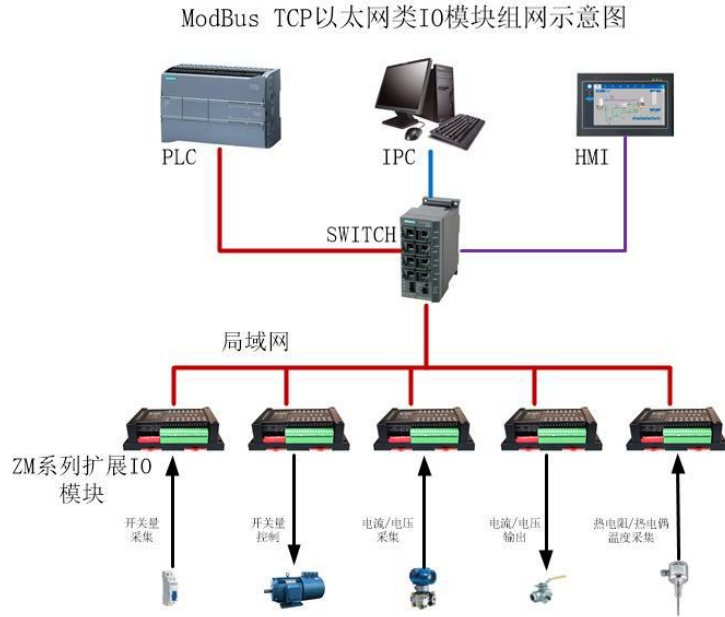 ModBus TCP以太网类IO模块组网示意图
PLC
IPC
HMI
SWITCH
局域网
ZM系列扩展IO
模块
开关量
采集
开关量
控制
电流/电压
采集
电流/电压
输出
热电阻/热电偶
温度采集